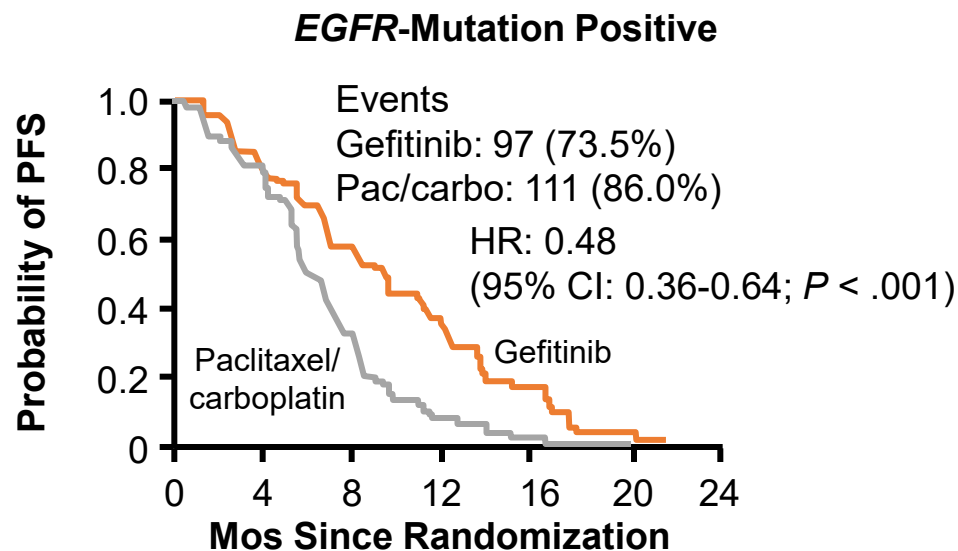 EGFR-Mutation Positive
Probability of PFS
1.0
0.8
0.6
0.4
0.2
0
Events
Gefitinib: 97 (73.5%)
Pac/carbo: 111 (86.0%)
HR: 0.48
(95% CI: 0.36-0.64; P < .001)
Paclitaxel/
carboplatin
Gefitinib
0 4 8 12 16 20 24
Mos Since Randomization